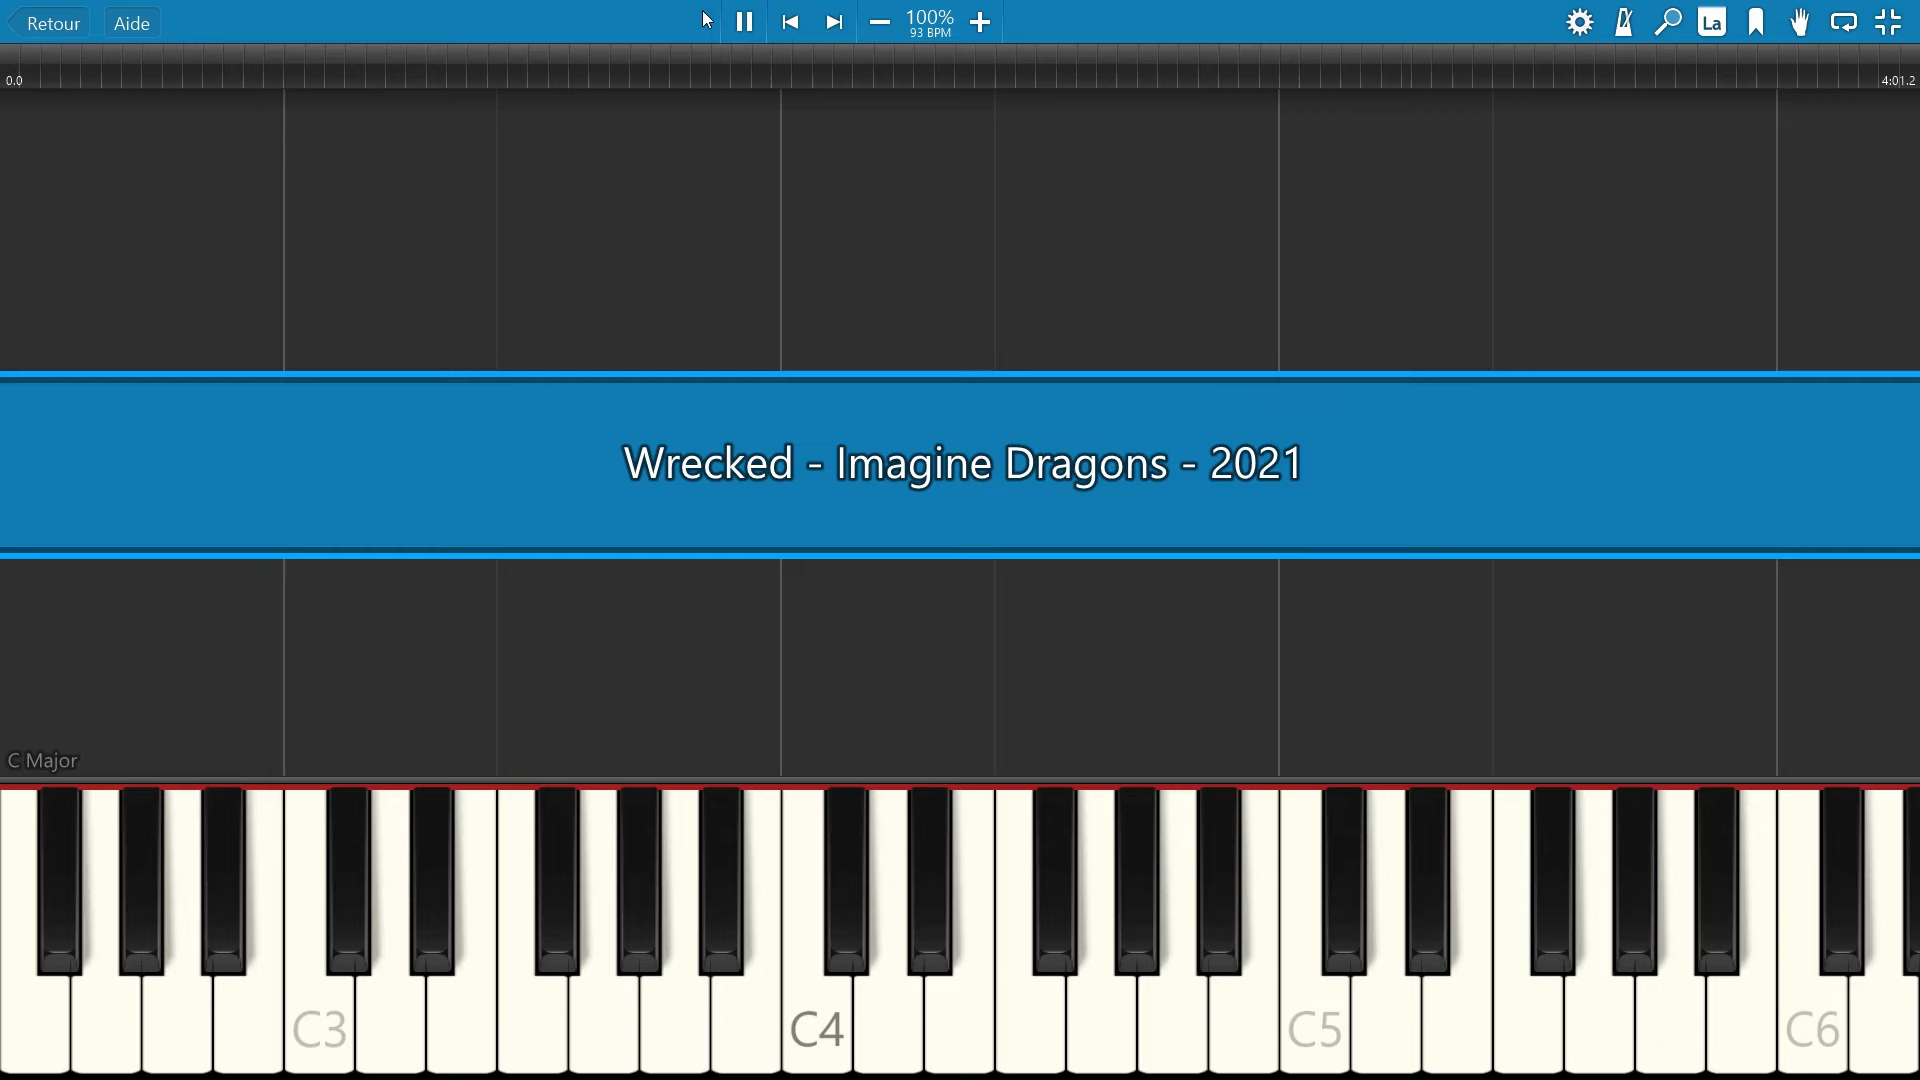 Retour
Aide
100%
93 BPM
La
0.0
4:01.2
Wrecked - Imagine Dragons - 2021
C Major
C3
C4
C5
C6